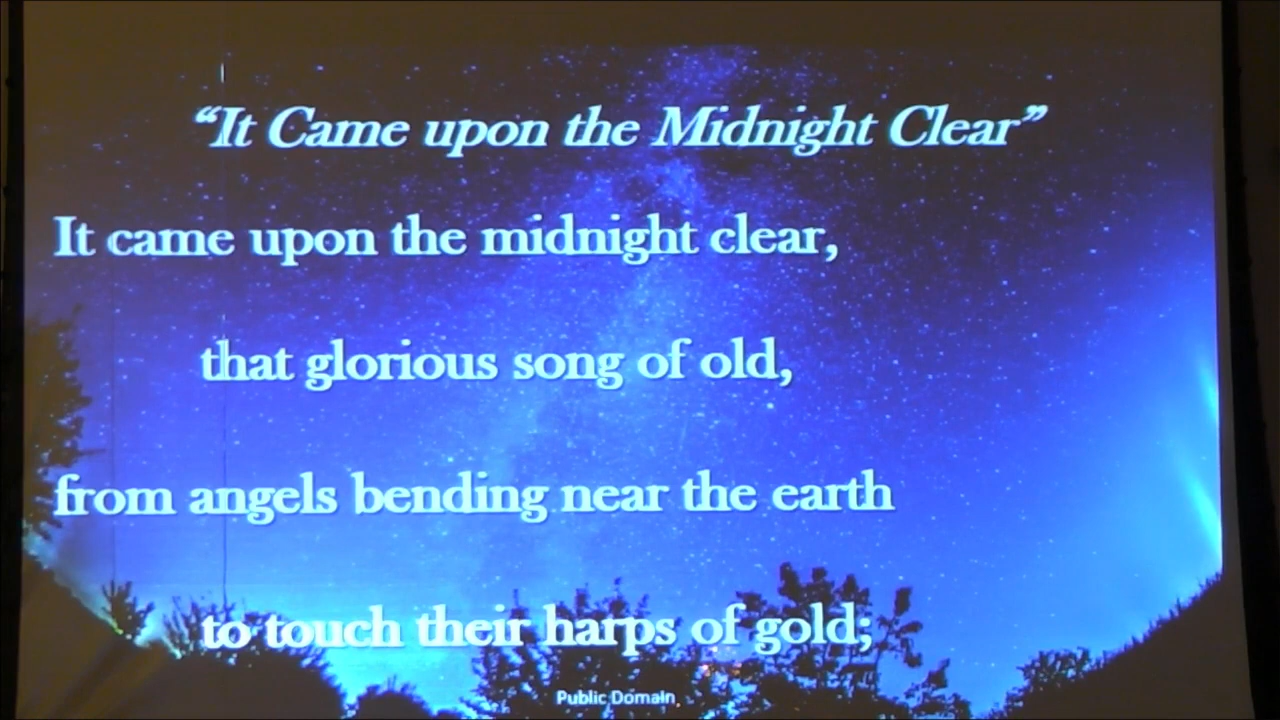 “It Came upon the Midnight Clear”
It came upon the midnight clear,
that glorious song of old,
from angels bending near the earth
to touch their harps of gold;
Public Domain